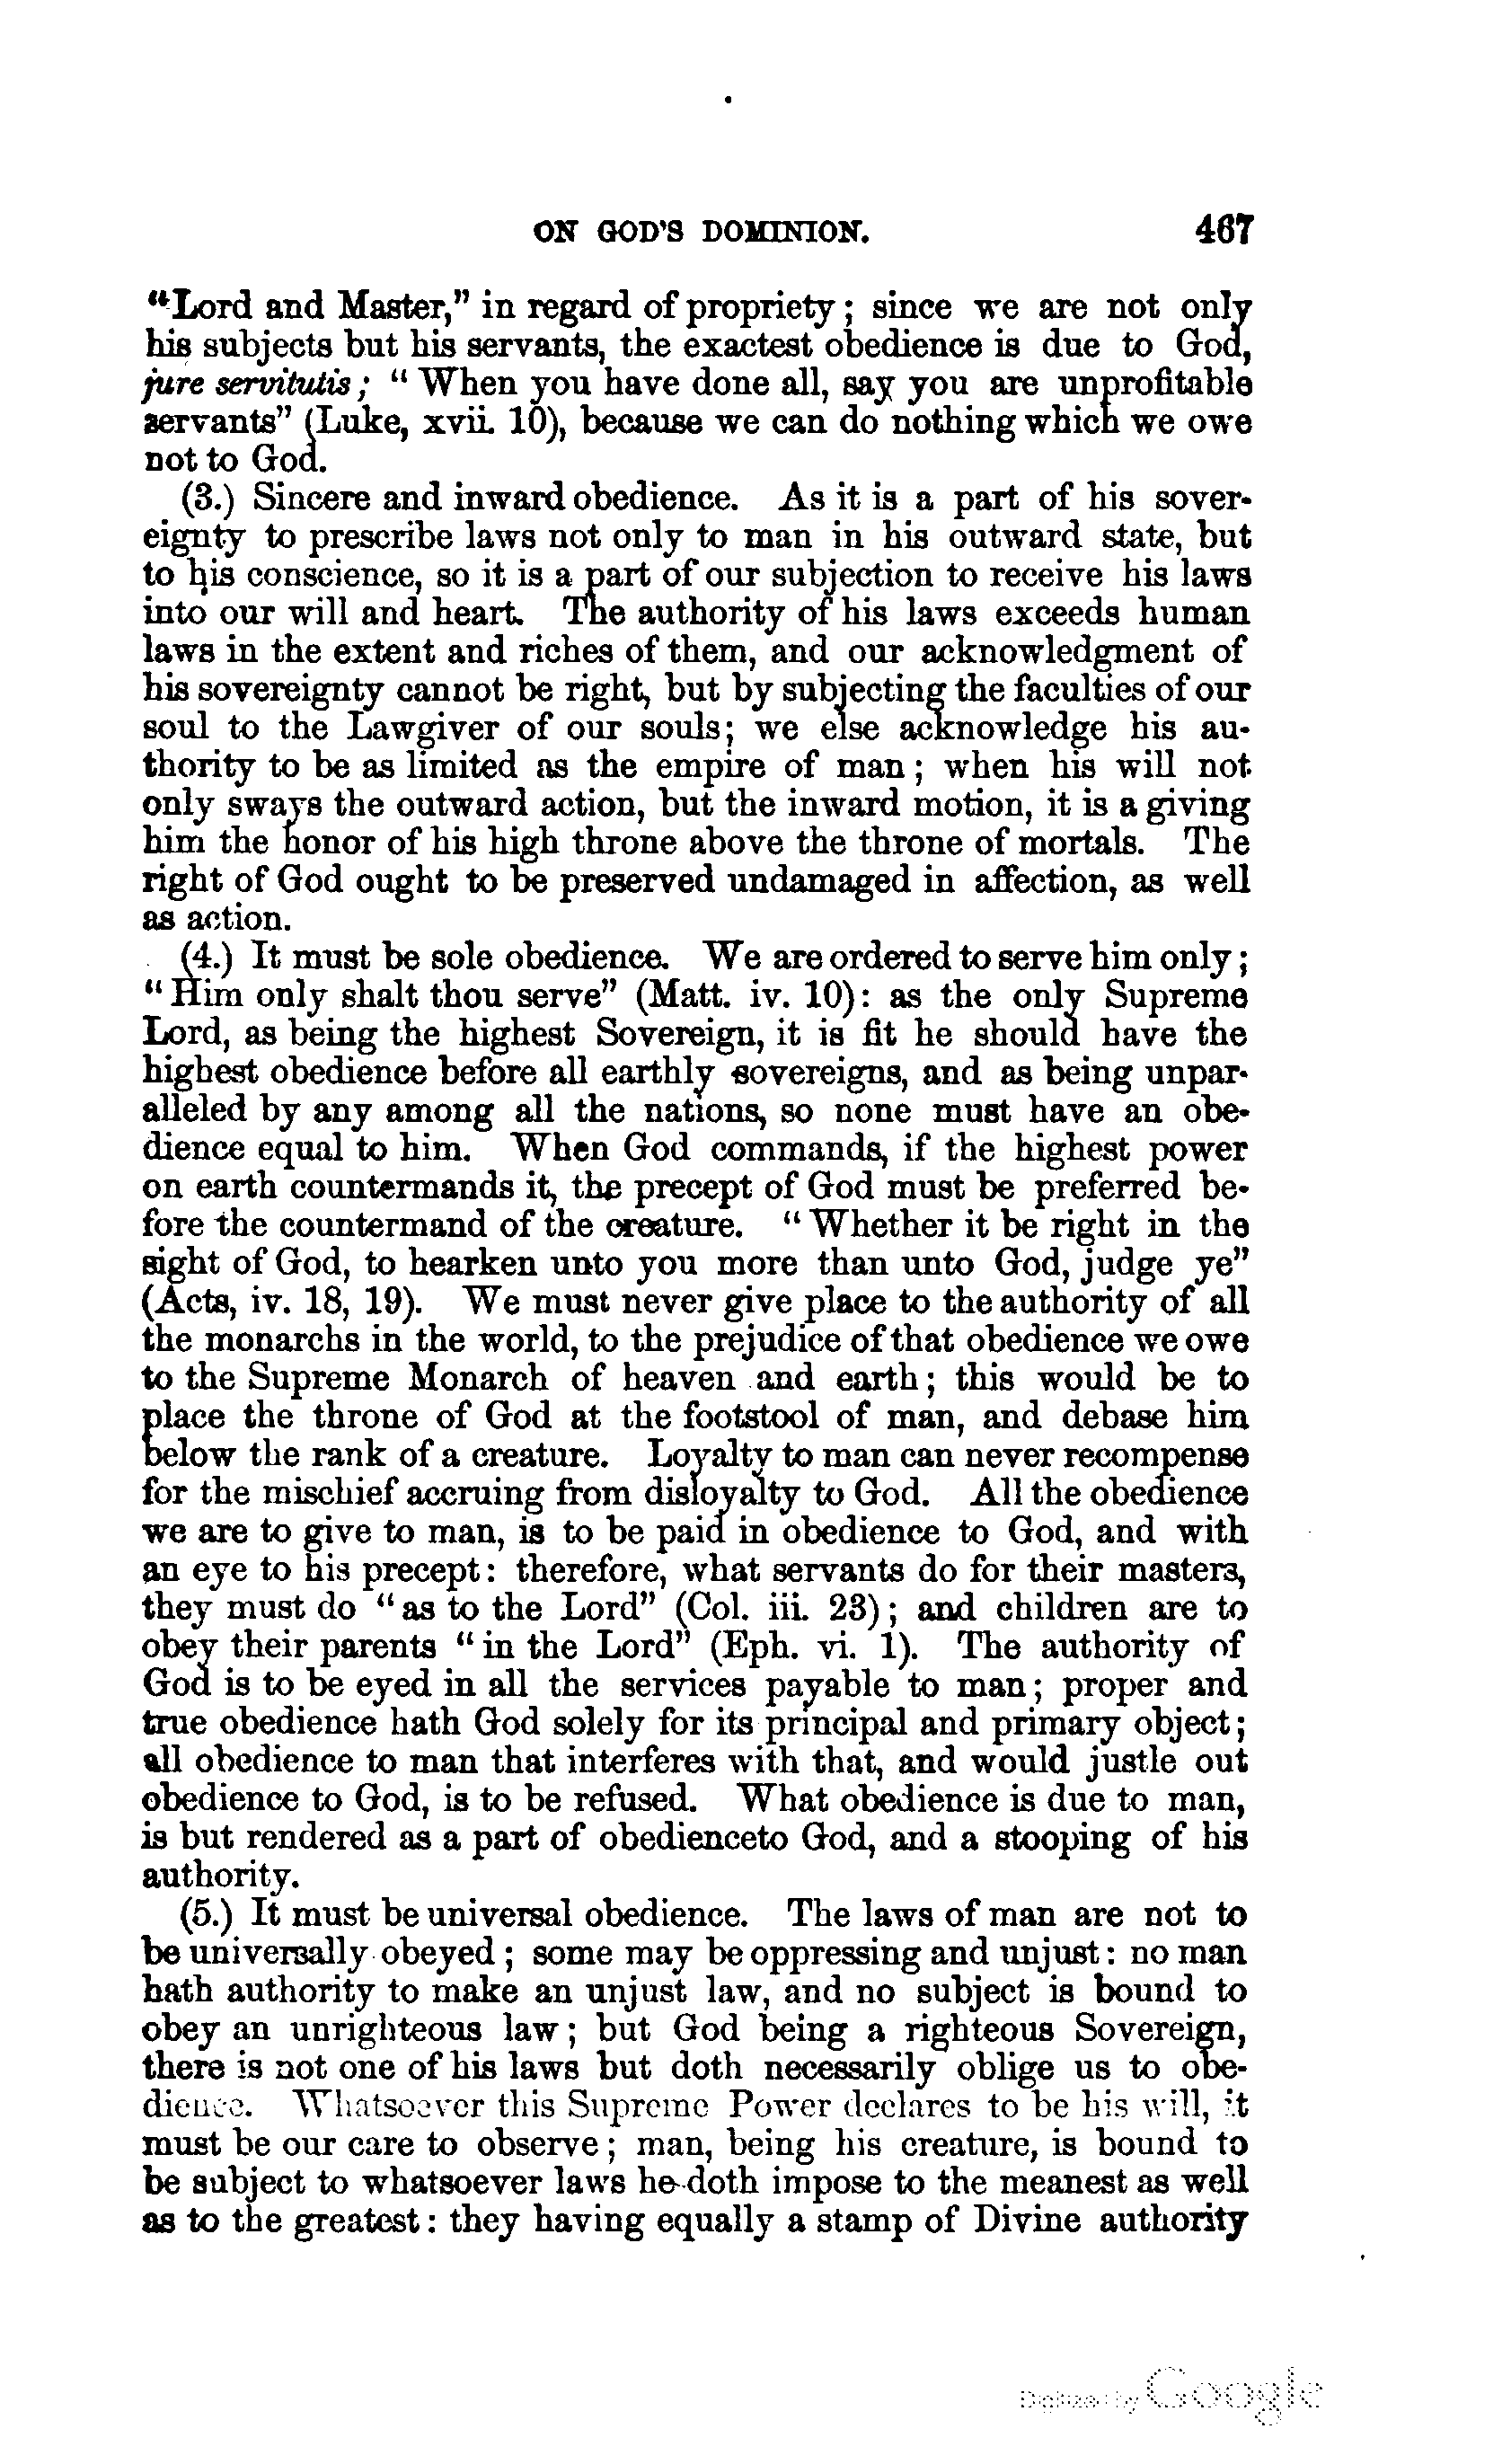 ON GOD'S DOMINION. 467
"Lord and Master," in regard of propriety; since we are not only
his subjects but his servants, the exactest obedience is due to God,
jure servitutis; "When you have done all, say you are unprofitable
servants" (Luke, xvii. 10), because we can do nothing which we owe
not to God.
(3.) Sincere and inward obedience. As it is a part of his sover-
eignty to prescribe laws not only to man in his outward state, but
to his conscience, so it is a part of our subjection to receive his laws
into our will and heart. The authority of his laws exceeds human
laws in the extent and riches of them, and our acknowledgment of
his sovereignty cannot be right, but by subjecting the faculties of our
soul to the Lawgiver of our souls; we else acknowledge his au-
thority to be as limited as the empire of man; when his will not
only sways the outward action, but the inward motion, it is a giving
him the honor of his high throne above the throne of mortals. The
right of God ought to be preserved undamaged in affection, as well
as action.
(4.) It must be sole obedience. We are ordered to serve him only;
"Him only shalt thou serve" (Matt. iv. 10): as the only Supreme
Lord, as being the highest Sovereign, it is fit he should have the
highest obedience before all earthly sovereigns, and as being unpar-
alleled by any among all the nations, so none must have an obe-
dience equal to him. When God commands, if the highest power
on earth countermands it, the precept of God must be preferred be-
fore the countermand of the creature. "Whether it be right in the
sight of God, to hearken unto you more than unto God, judge ye"
(Acts, iv. 18, 19). We must never give place to the authority of all
the monarchs in the world, to the prejudice of that obedience we owe
to the Supreme Monarch of heaven and earth; this would be to
place the throne of God at the footstool of man, and debase him
below the rank of a creature. Loyalty to man can never recompense
for the mischief accruing from disloyalty to God. All the obedience
we are to give to man, is to be paid in obedience to God, and with
an eye to his precept: therefore, what servants do for their masters,
they must do "as to the Lord" (Col. iii. 23); and children are to
obey their parents "in the Lord" (Eph. vi. 1). The authority of
God is to be eyed in all the services payable to man; proper and
true obedience hath God solely for its principal and primary object;
all obedience to man that interferes with that, and would justle out
obedience to God, is to be refused. What obedience is due to man,
is but rendered as a part of obedienceto God, and a stooping of his
authority.
(5.) It must be universal obedience. The laws of man are not to
be universally obeyed; some may be oppressing and unjust: no man
hath authority to make an unjust law, and no subject is bound to
obey an unrighteous law; but God being a righteous Sovereign,
there is not one of his laws but doth necessarily oblige us to obe-
dience. Whatsoever this Supreme Power declares to be his will, it
must be our care to observe; man, being his creature, is bound to
be subject to whatsoever laws he doth impose to the meanest as well
as to the greatest: they having equally a stamp of Divine authority
Digitized by Google